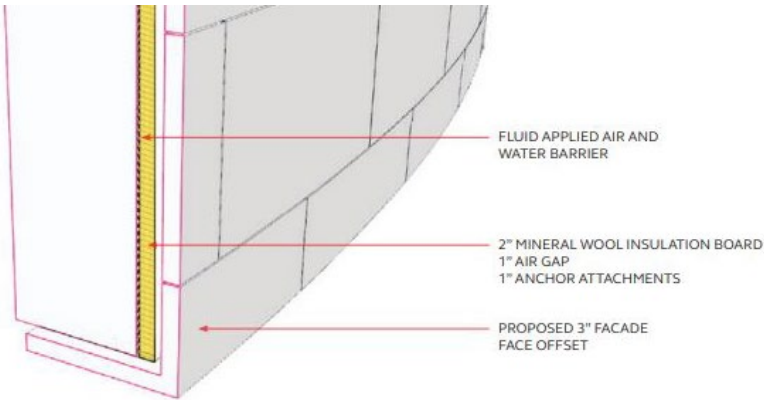 FLUID APPLIED AIR AND
WATER BARRIER
2" MINERAL WOOL INSULATION BOARD
1" AIR GAP
1" ANCHOR ATTACHMENTS
PROPOSED 3" FACADE
FACE OFFSET